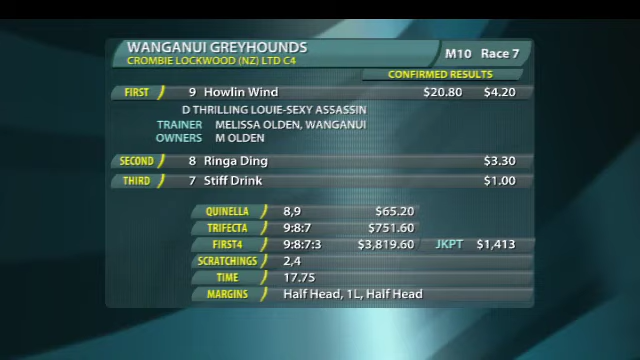 WANGANUI GREYHOUNDS
CROMBIE LOCKWOOD (NZ) LTD C4
M10 Race 7
CONFIRMED RESULTS
FIRST 9 Howlin Wind $20.80 $4.20
D THRILLING LOUIE-SEXY ASSASSIN
TRAINER MELISSA OLDEN, WANGANUI
OWNERS M OLDEN
SECOND 8 Ringa Ding $3.30
THIRD 7 Stiff Drink $1.00
QUINELLA 8,9 $65.20
TRIFECTA 9:8:7 $751.60
FIRST4 9:8:7:3 $3,819.60 JKPT $1,413
SCRATCHINGS 2,4
TIME 17.75
MARGINS Half Head, 1L, Half Head